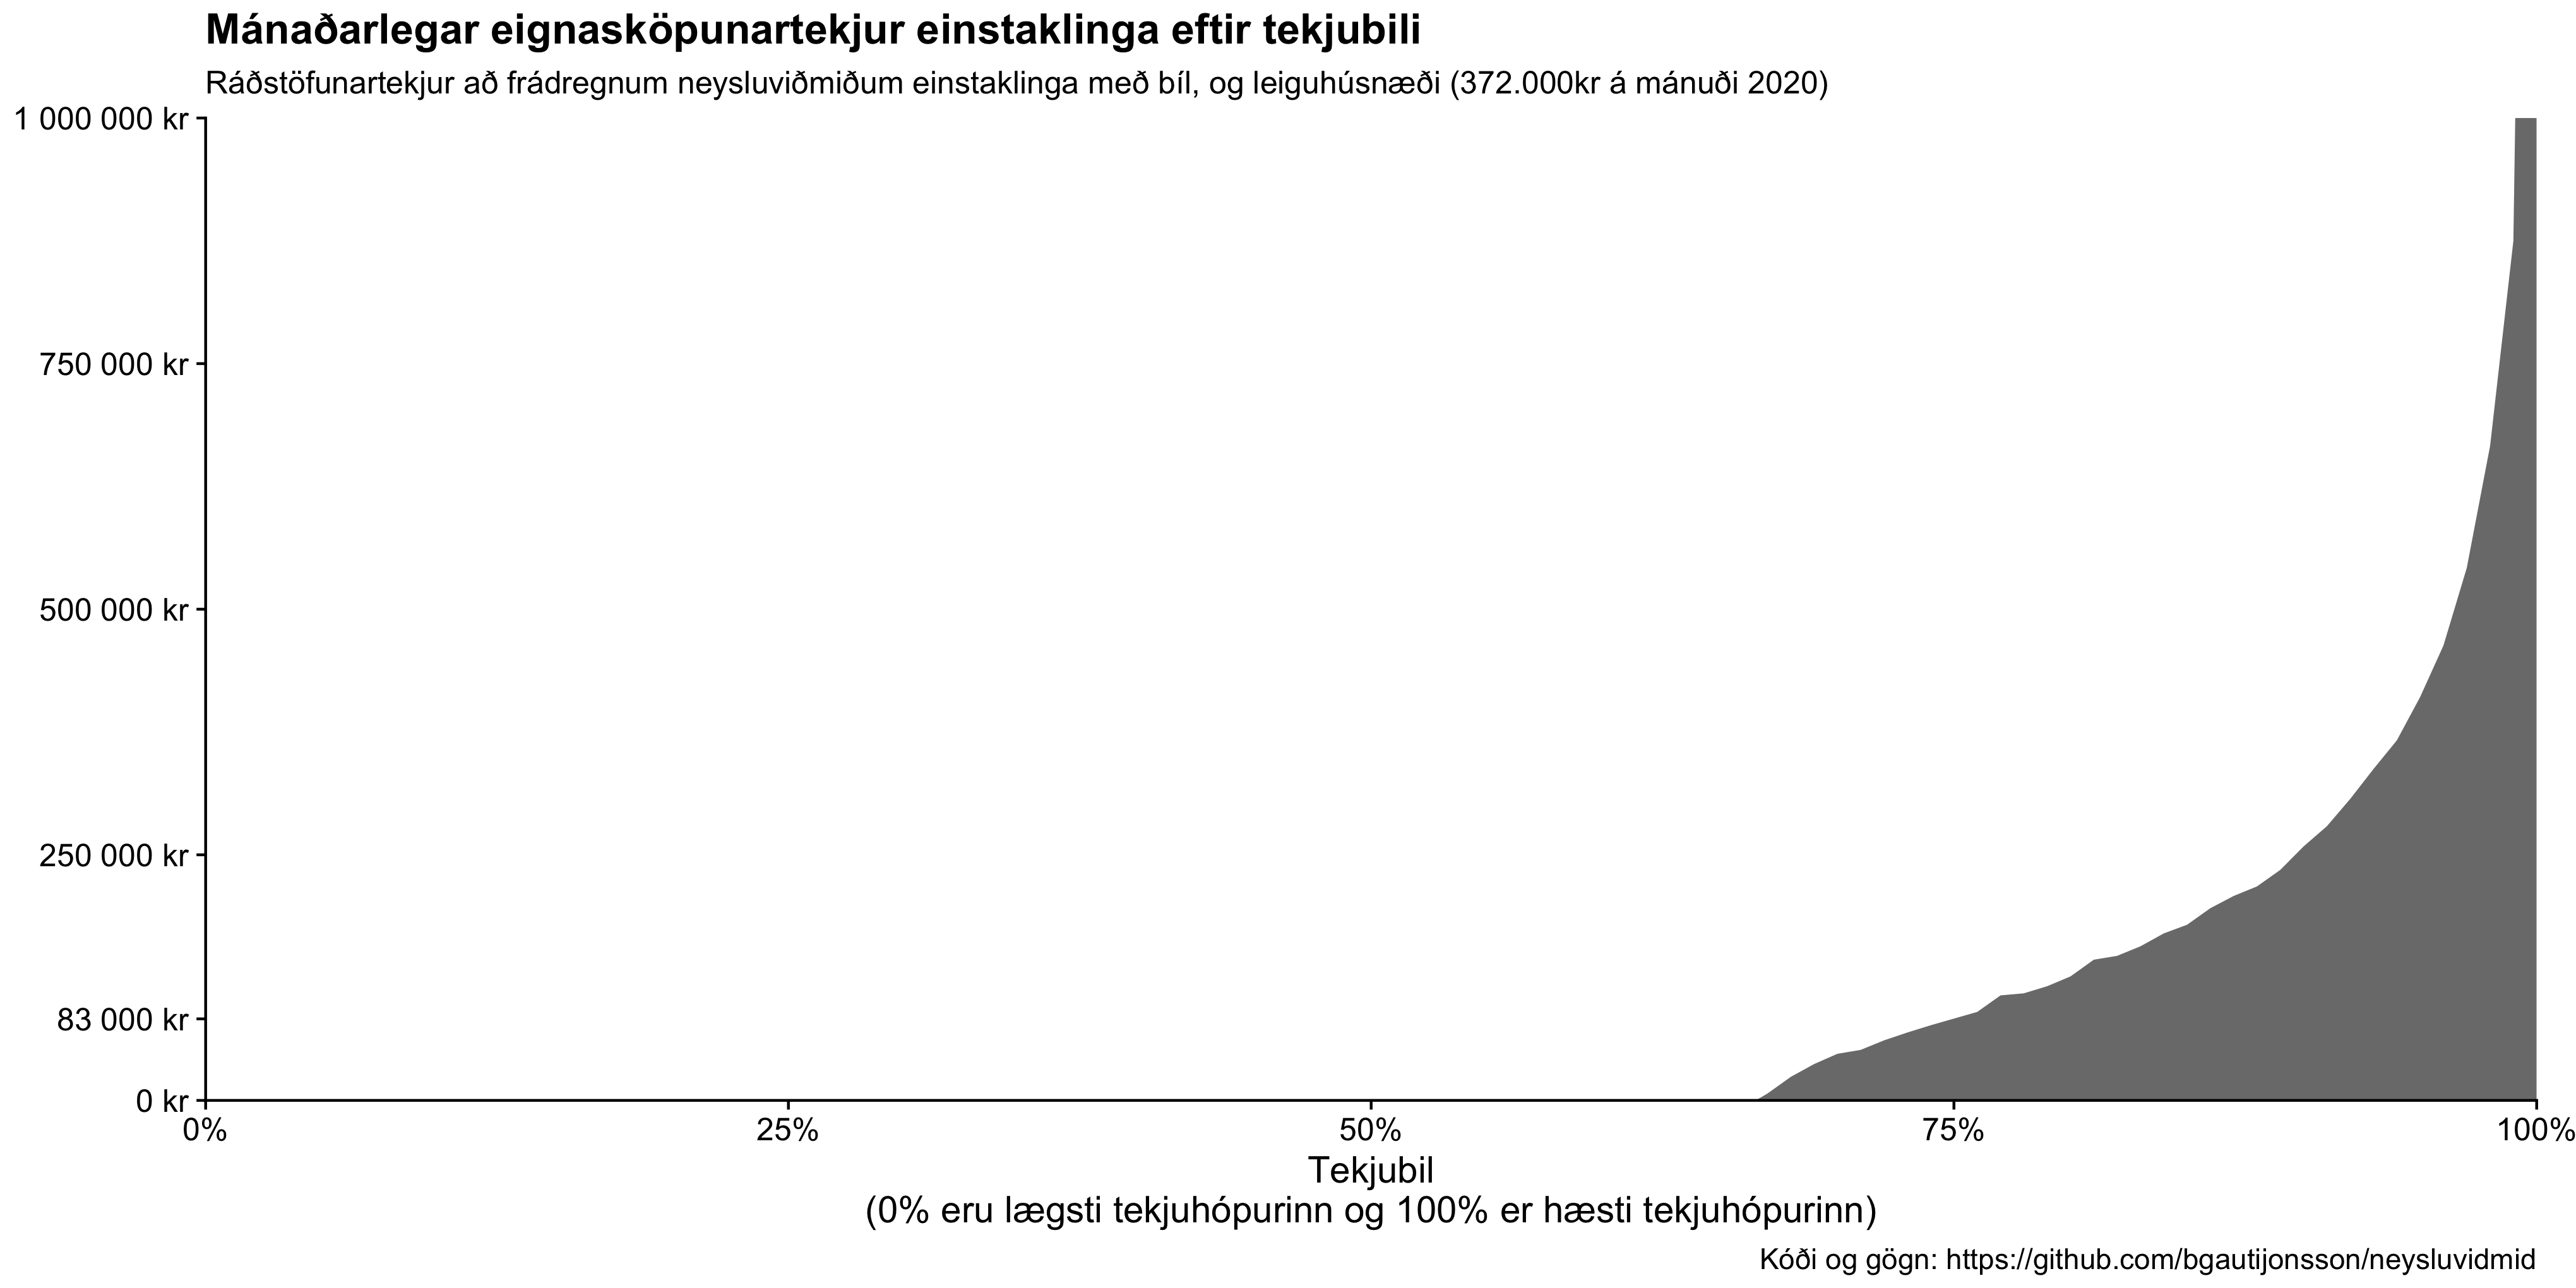 Mánaðarlegar eignasköpunartekjur einstaklinga eftir tekjubili
Ráðstöfunartekjur að frádregnum neysluviðmiðum einstaklinga með bíl, og leiguhúsnæði (372.000kr á mánuði 2020)
1 000 000 kr
750 000 kr
500 000 kr
250 000 kr
83 000 kr
0 kr
0%
25%
50%
75%
100%
Tekjubil
(0% eru lægsti tekjuhópurinn og 100% er hæsti tekjuhópurinn)
Kóði og gögn: https://github.com/bgautijonsson/neysluvidmid